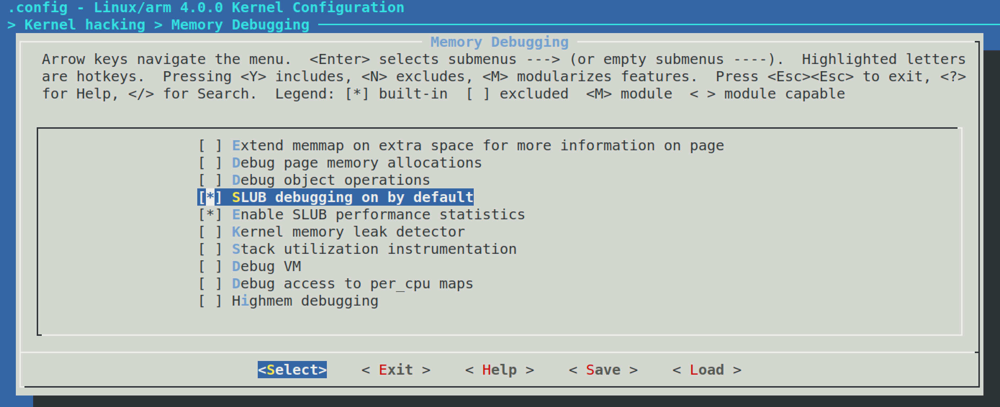 .config - Linux/arm 4.0.0 Kernel Configuration
> Kernel hacking > Memory Debugging
Memory Debugging
Arrow keys navigate the menu.  <Enter> selects submenus ---> (or empty submenus ----).  Highlighted letters
are hotkeys.  Pressing <Y> includes, <N> excludes, <M> modularizes features.  Press <Esc><Esc> to exit, <?>
for Help, </> for Search.  Legend: [*] built-in  [ ] excluded  <M> module  < > module capable
[ ] Extend memmap on extra space for more information on page
[ ] Debug page memory allocations
[ ] Debug object operations
[*] SLUB debugging on by default
[*] Enable SLUB performance statistics
[ ] Kernel memory leak detector
[ ] Stack utilization instrumentation
[ ] Debug VM
[ ] Debug access to per_cpu maps
[ ] Highmem debugging
<Select>    < Exit >    < Help >    < Save >    < Load >